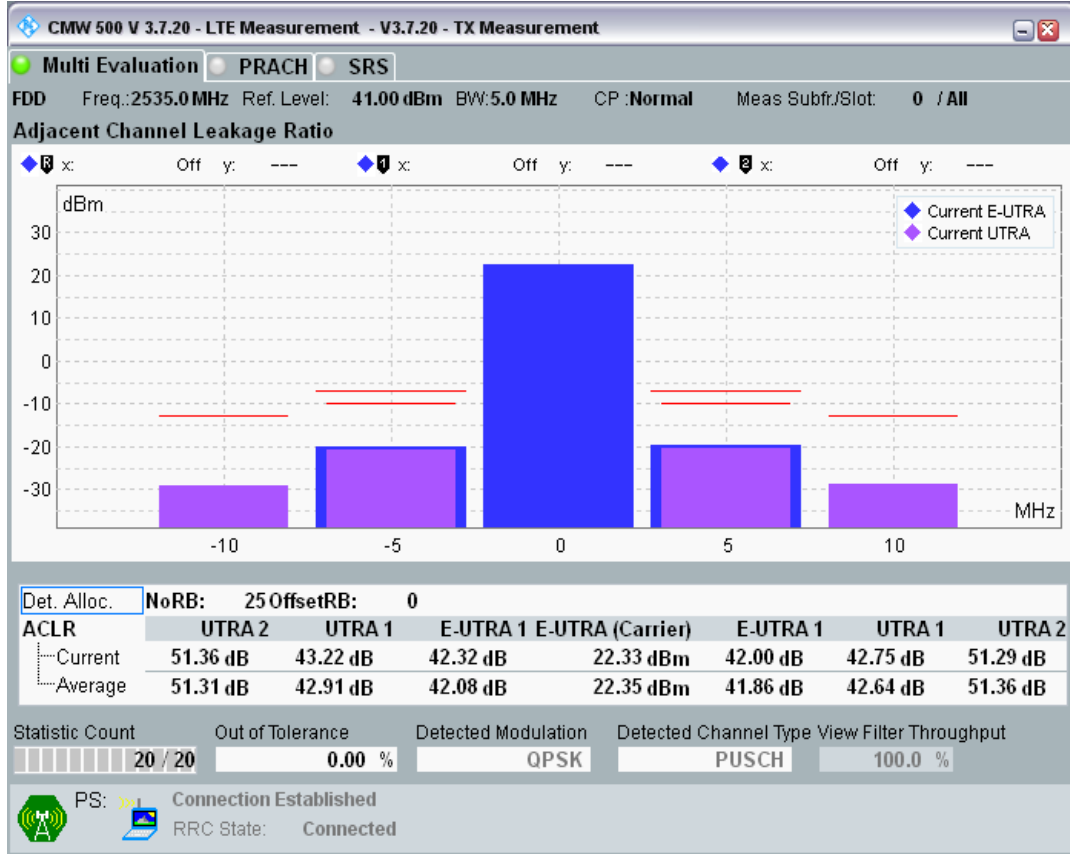 CMW 500 V 3.7.20 - LTE Measurement - V3.7.20 - TX Measurement
Multi Evaluation PRACH SRS
FDD Freq.:2535.0 MHz Ref. Level: 41.00 dBm BW:5.0 MHz CP :Normal Meas Subfr./Slot: 0 / All
Adjacent Channel Leakage Ratio
R x: Off y: --- 1 x: Off y: --- 2 x: Off y: ---
dBm
Current E-UTRA
Current UTRA
30
20
10
0
-10
-20
-30
MHz
-10 -5 0 5 10
Det. Alloc. NoRB: 25 OffsetRB: 0
ACLR UTRA 2 UTRA 1 E-UTRA 1 E-UTRA (Carrier) E-UTRA 1 UTRA 1 UTRA 2
Current 51.36 dB 43.22 dB 42.32 dB 22.33 dBm 42.00 dB 42.75 dB 51.29 dB
Average 51.31 dB 42.91 dB 42.08 dB 22.35 dBm 41.86 dB 42.64 dB 51.36 dB
Statistic Count Out of Tolerance Detected Modulation Detected Channel Type View Filter Throughput
20 / 20 0.00 % QPSK PUSCH 100.0 %
PS: Connection Established
RRC State: Connected